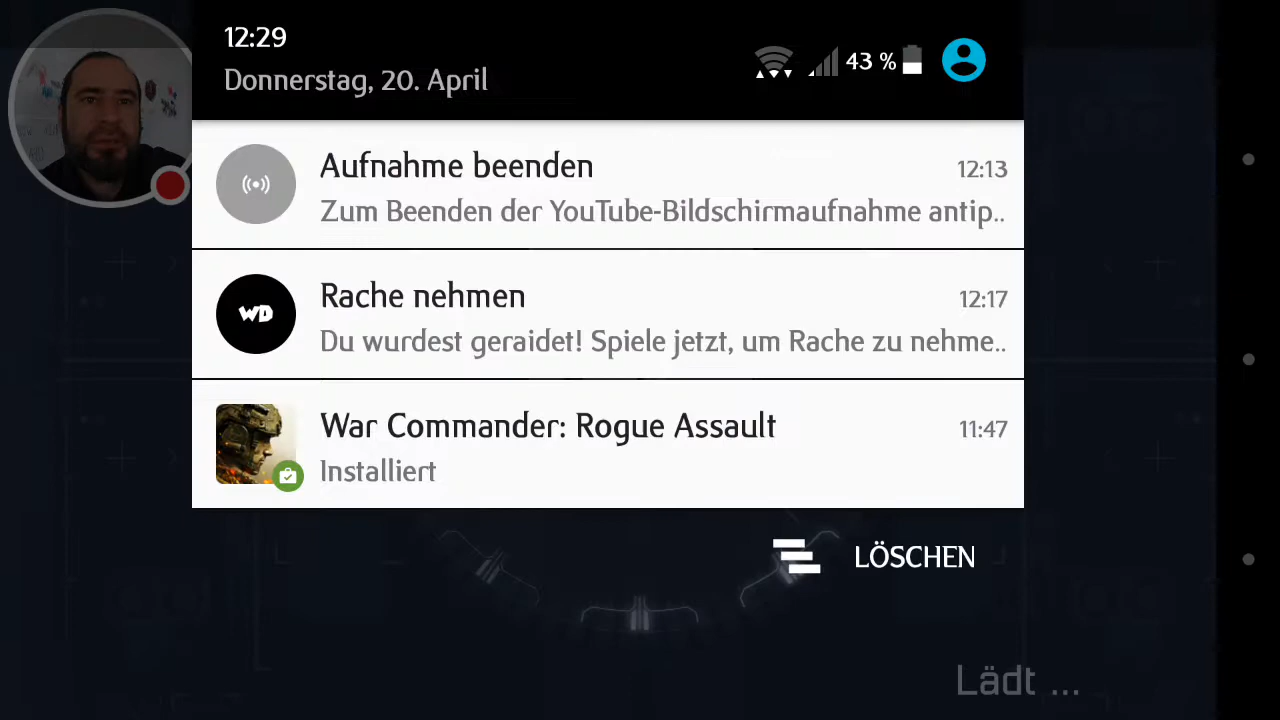 12:29
Donnerstag, 20. April
43 %
Aufnahme beenden
12:13
Zum Beenden der YouTube-Bildschirmaufnahme antip..
WD
Rache nehmen
12:17
Du wurdest geraidet! Spiele jetzt, um Rache zu nehme..
War Commander: Rogue Assault
11:47
Installiert
LÖSCHEN
Lädt ...